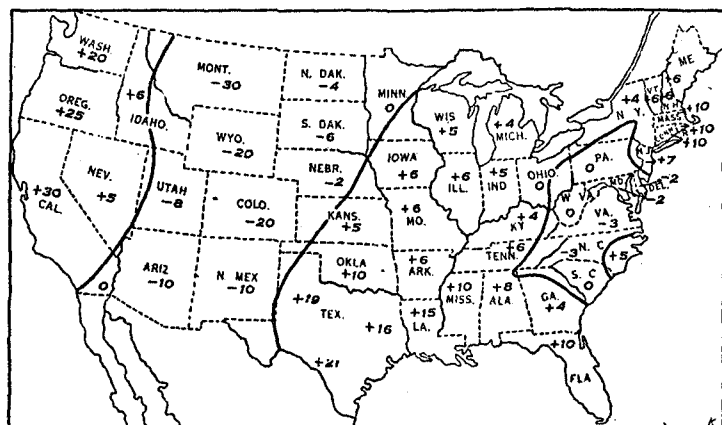 WASH
+20
OREG.
+25
+6
IDAHO.
MONT.
-30
N. DAK.
-4
MINN
0
WIS
+5
+4
MICH.
ME
+6
VT.
+6
+6
N.H.
+4
N. Y.
+10
MASS
+10
CONN.
+10
S. DAK.
-6
WYO.
-20
NEBR.
-2
IOWA
+6
+6
ILL.
+5
IND
OHIO.
0
PA.
0
N.J.
+7
-2
DEL.
-2
MD.
NEV.
+5
+30
CAL.
UTAH
-8
COLO.
-20
KANS.
+5
+6
MO.
+4
KY
W VA.
0
VA.
-3
+6
TENN.
-3
N. C
+5
ARIZ
-10
N. MEX
-10
OKLA
+10
+6
ARK.
S. C
0
0
+19
TEX.
+16
+21
+15
LA.
+10
MISS.
+8
ALA.
GA.
+4
+10
FLA
K